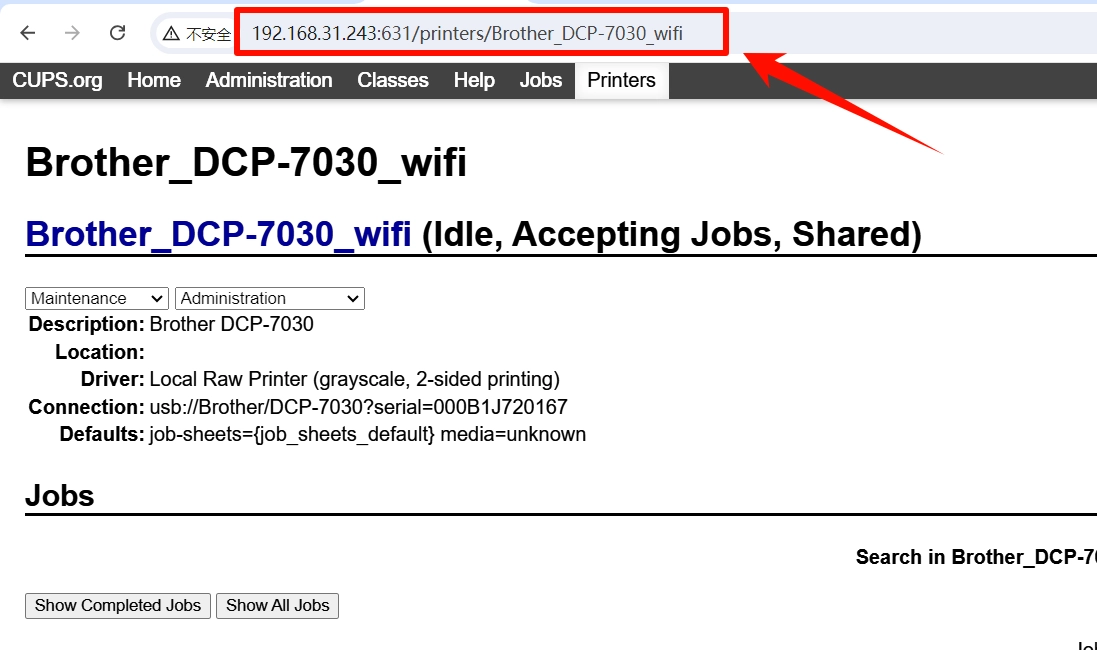 不安全 192.168.31.243:631/printers/Brother_DCP-7030_wifi
CUPS.org Home Administration Classes Help Jobs Printers
Brother_DCP-7030_wifi
Brother_DCP-7030_wifi (Idle, Accepting Jobs, Shared)
Maintenance Administration
Description: Brother DCP-7030
Location:
Driver: Local Raw Printer (grayscale, 2-sided printing)
Connection: usb://Brother/DCP-7030?serial=000B1J720167
Defaults: job-sheets={job_sheets_default} media=unknown
Jobs
Search in Brother_DCP-7
Show Completed Jobs Show All Jobs